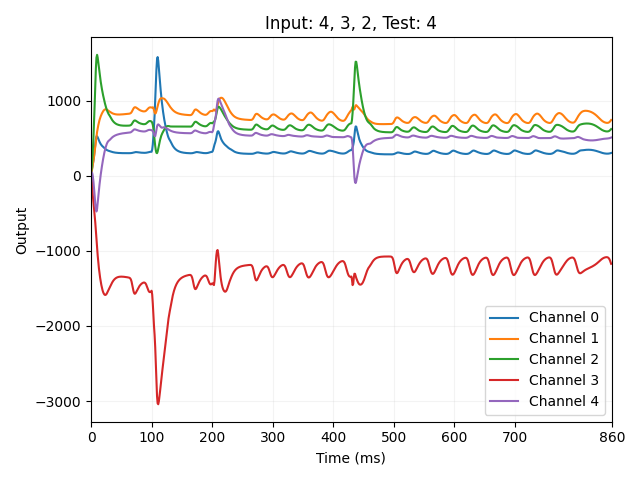 Input: 4, 3, 2, Test: 4
Output
1000
0
−1000
−2000
−3000
Channel 0
Channel 1
Channel 2
Channel 3
Channel 4
0 100 200 300 400 500 600 700 860
Time (ms)